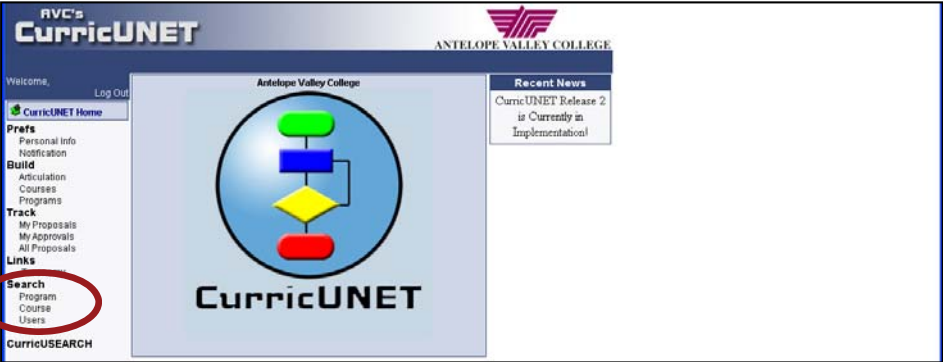 AVC's
CurricUNET
ANTELOPE VALLEY COLLEGE
Welcome,
Log Out
CurricUNET Home
Prefs
Personal Info
Notification
Build
Articulation
Courses
Programs
Track
My Proposals
My Approvals
All Proposals
Links
Search
Program
Course
Users
CurricUSEARCH
Antelope Valley College
CurricUNET
Recent News
CurricUNET Release 2
is Currently in
Implementation!